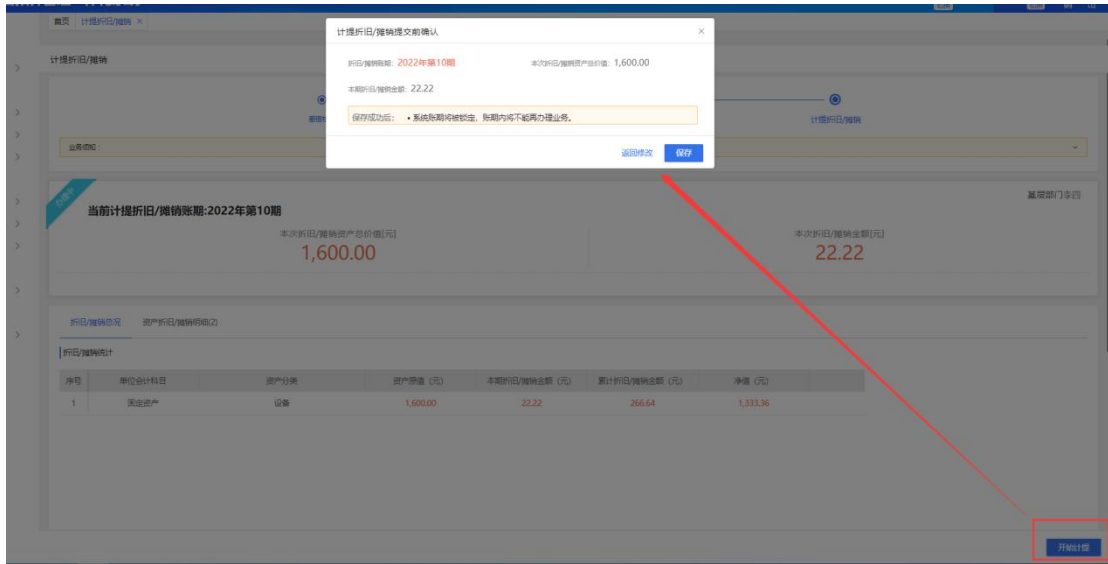 首页 计提折旧/摊销 ×
计提折旧/摊销提交前确认 ×
折旧/摊销账期: 2022年第10期 本次折旧/摊销资产总价值: 1,600.00
本期折旧/摊销金额: 22.22
保存成功后: • 系统账期将被锁定，账期内将不能再办理业务。
返回修改 保存
计提折旧/摊销
计提折旧/摊销
业务须知:
办理中
基层部门李四
当前计提折旧/摊销账期:2022年第10期
本次折旧/摊销资产总价值[元] 本次折旧/摊销金额[元]
1,600.00 22.22
折旧/摊销总况 资产折旧/摊销明细(2)
折旧/摊销统计
序号 单位会计科目 资产分类 资产原值（元） 本期折旧/摊销金额（元） 累计折旧/摊销金额（元） 净值（元）
1 固定资产 设备 1,600.00 22.22 266.64 1,333.36
开始计提